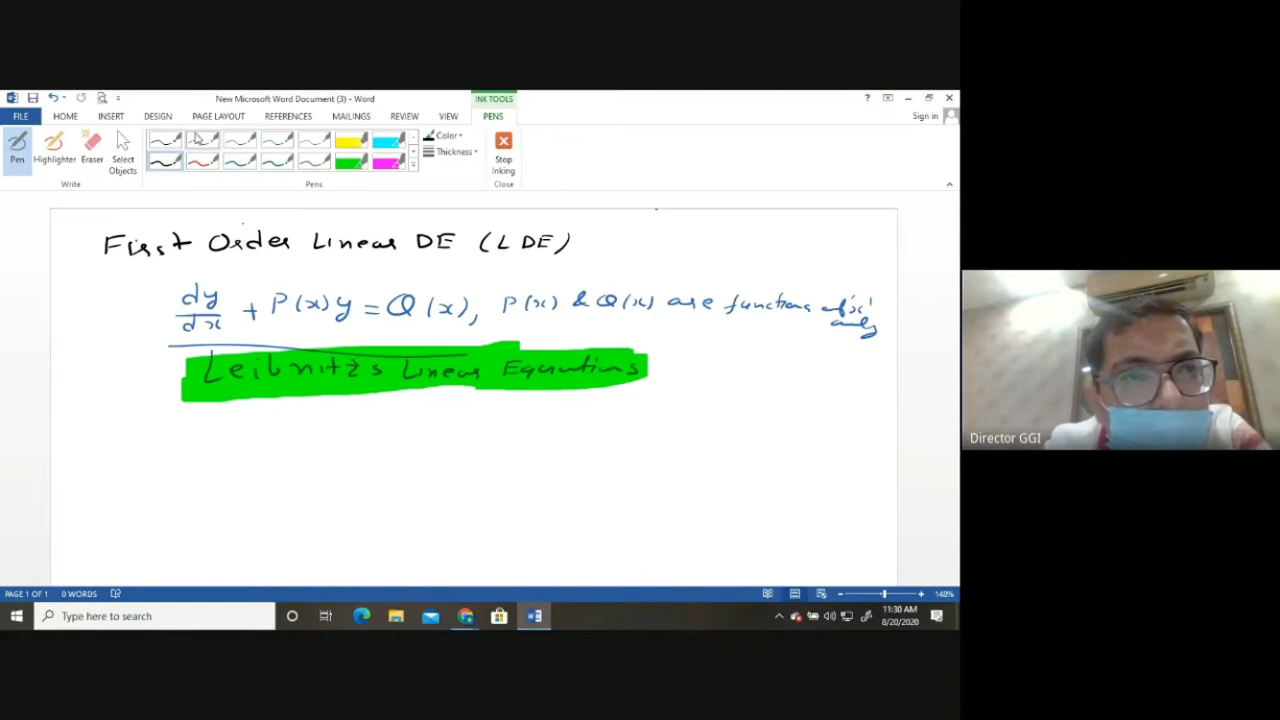 New Microsoft Word Document (3) - Word
INK TOOLS
?
FILE HOME INSERT DESIGN PAGE LAYOUT REFERENCES MAILINGS REVIEW VIEW PENS
Sign in
Pen Highlighter Eraser Select Objects
Color
Thickness
Stop Inking
Write Pens Close
First Order Linear DE (LDE)
dy/dx + P(x)y = Q(x), P(x) & Q(x) are functions of 'x' only
Leibnitz's Linear Equations
Director GGI
PAGE 1 OF 1 0 WORDS 148%
Type here to search
11:30 AM
8/20/2020